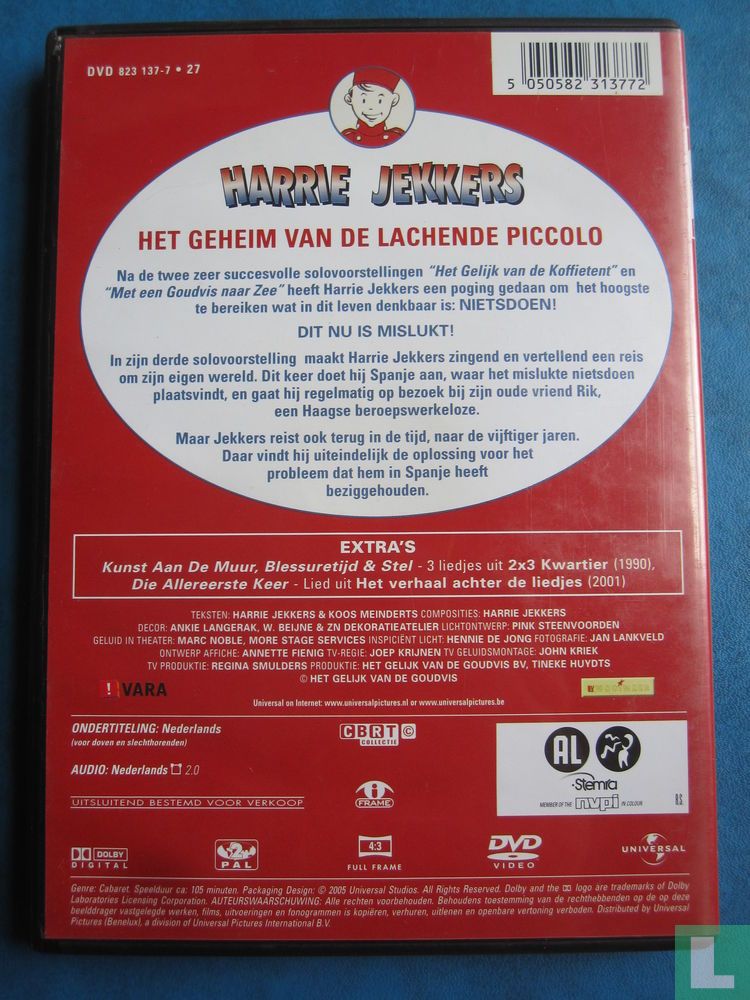 DVD 823 137-7 • 27
5 050582 313772
HARRIE JEKKERS
HET GEHEIM VAN DE LACHENDE PICCOLO
Na de twee zeer succesvolle solovoorstellingen "Het Gelijk van de Koffietent" en
"Met een Goudvis naar Zee" heeft Harrie Jekkers een poging gedaan om het hoogste
te bereiken wat in dit leven denkbaar is: NIETSDOEN!
DIT NU IS MISLUKT!
In zijn derde solovoorstelling maakt Harrie Jekkers zingend en vertellend een reis
om zijn eigen wereld. Dit keer doet hij Spanje aan, waar het mislukte nietsdoen
plaatsvindt, en gaat hij regelmatig op bezoek bij zijn oude vriend Rik,
een Haagse beroepswerkeloze.
Maar Jekkers reist ook terug in de tijd, naar de vijftiger jaren.
Daar vindt hij uiteindelijk de oplossing voor het
probleem dat hem in Spanje heeft
beziggehouden.
EXTRA'S
Kunst Aan De Muur, Blessuretijd & Stel - 3 liedjes uit 2x3 Kwartier (1990),
Die Allereerste Keer - Lied uit Het verhaal achter de liedjes (2001)
TEKSTEN: HARRIE JEKKERS & KOOS MEINDERTS COMPOSITIES: HARRIE JEKKERS
DECOR: ANKIE LANGERAK, W. BEIJNE & ZN DEKORATIEATELIER LICHTONTWERP: PINK STEENVOORDEN
GELUID IN THEATER: MARC NOBLE, MORE STAGE SERVICES INSPICIËNT LICHT: HENNIE DE JONG FOTOGRAFIE: JAN LANKVELD
ONTWERP AFFICHE: ANNETTE FIENIG TV-REGIE: JOEP KRIJNEN TV GELUIDSMONTAGE: JOHN KRIEK
TV PRODUKTIE: REGINA SMULDERS PRODUKTIE: HET GELIJK VAN DE GOUDVIS BV, TINEKE HUYDTS
© HET GELIJK VAN DE GOUDVIS
! VARA
Universal on Internet: www.universalpictures.nl or www.universalpictures.be
ONDERTITELING: Nederlands
(voor doven en slechthorenden)
CBRT©
COLLECTIE
AL
AUDIO: Nederlands 2.0
Stemra
MEMBER OF THE nvpi IN COLOUR
UITSLUITEND BESTEMD VOOR VERKOOP
i
FRAME
DOLBY
DIGITAL
2
PAL
4:3
FULL FRAME
DVD
VIDEO
UNIVERSAL
Genre: Cabaret. Speelduur ca: 105 minuten. Packaging Design: © 2005 Universal Studios. All Rights Reserved. Dolby and the logo are trademarks of Dolby
Laboratories Licensing Corporation. AUTEURSWAARSCHUWING: Alle rechten voorbehouden. Behoudens toestemming van de rechthebbenden op de op deze
beelddrager vastgelegde werken, films, uitvoeringen en fonogrammen is kopiëren, verhuren, uitlenen en openbare vertoning verboden. Distributed by Universal
Pictures (Benelux), a division of Universal Pictures International B.V.
L